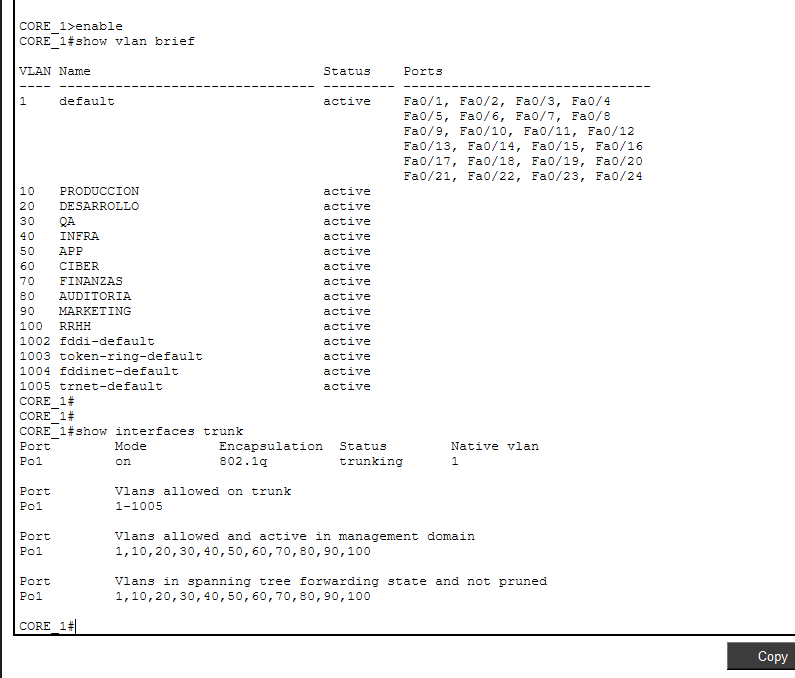 CORE_1>enable
CORE_1#show vlan brief
VLAN Name                             Status    Ports
---- -------------------------------- --------- -------------------------------
1    default                          active    Fa0/1, Fa0/2, Fa0/3, Fa0/4
                                                Fa0/5, Fa0/6, Fa0/7, Fa0/8
                                                Fa0/9, Fa0/10, Fa0/11, Fa0/12
                                                Fa0/13, Fa0/14, Fa0/15, Fa0/16
                                                Fa0/17, Fa0/18, Fa0/19, Fa0/20
                                                Fa0/21, Fa0/22, Fa0/23, Fa0/24
10   PRODUCCION                       active
20   DESARROLLO                       active
30   QA                               active
40   INFRA                            active
50   APP                              active
60   CIBER                            active
70   FINANZAS                         active
80   AUDITORIA                        active
90   MARKETING                        active
100  RRHH                             active
1002 fddi-default                     active
1003 token-ring-default               active
1004 fddinet-default                  active
1005 trnet-default                    active
CORE_1#
CORE_1#
CORE_1#show interfaces trunk
Port        Mode         Encapsulation  Status        Native vlan
Po1         on           802.1q         trunking      1
Port        Vlans allowed on trunk
Po1         1-1005
Port        Vlans allowed and active in management domain
Po1         1,10,20,30,40,50,60,70,80,90,100
Port        Vlans in spanning tree forwarding state and not pruned
Po1         1,10,20,30,40,50,60,70,80,90,100
CORE_1#
Copy